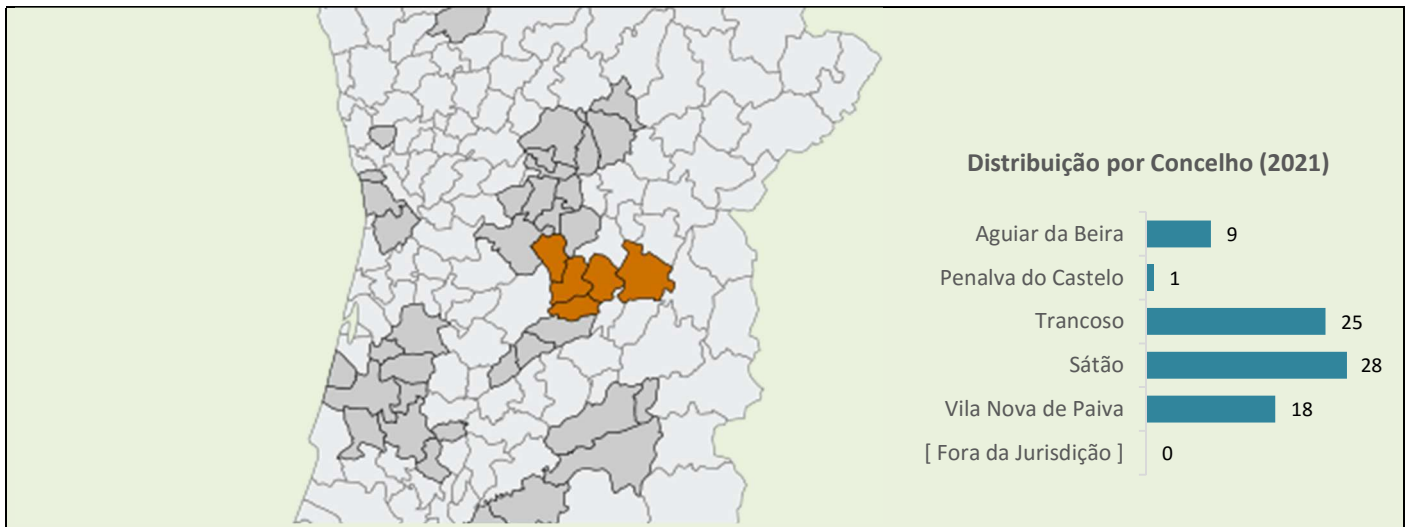 Distribuição por Concelho (2021)
Aguiar da Beira 9
Penalva do Castelo 1
Trancoso 25
Sátão 28
Vila Nova de Paiva 18
[ Fora da Jurisdição ] 0